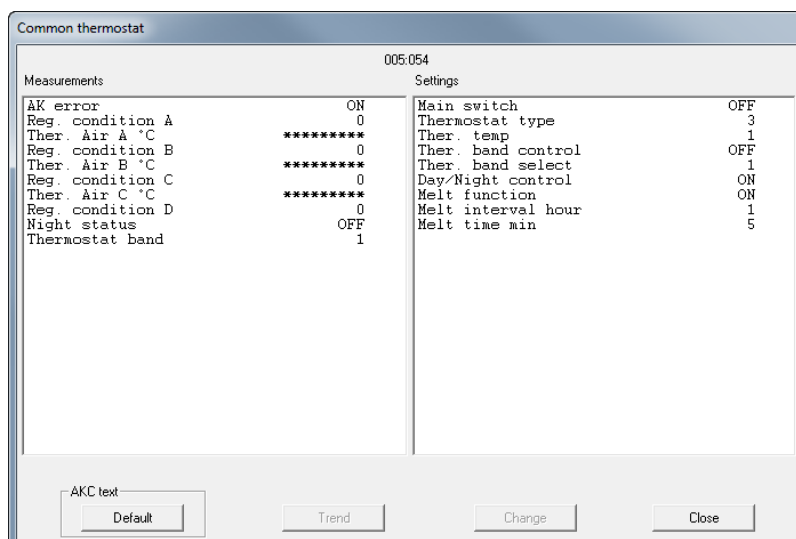 Common thermostat
005:054
Measurements
AK error ON
Reg. condition A 0
Ther. Air A °C *********
Reg. condition B 0
Ther. Air B °C *********
Reg. condition C 0
Ther. Air C °C *********
Reg. condition D 0
Night status OFF
Thermostat band 1
Settings
Main switch OFF
Thermostat type 3
Ther. temp 1
Ther. band control OFF
Ther. band select 1
Day/Night control ON
Melt function ON
Melt interval hour 1
Melt time min 5
AKC text
Default
Trend
Change
Close